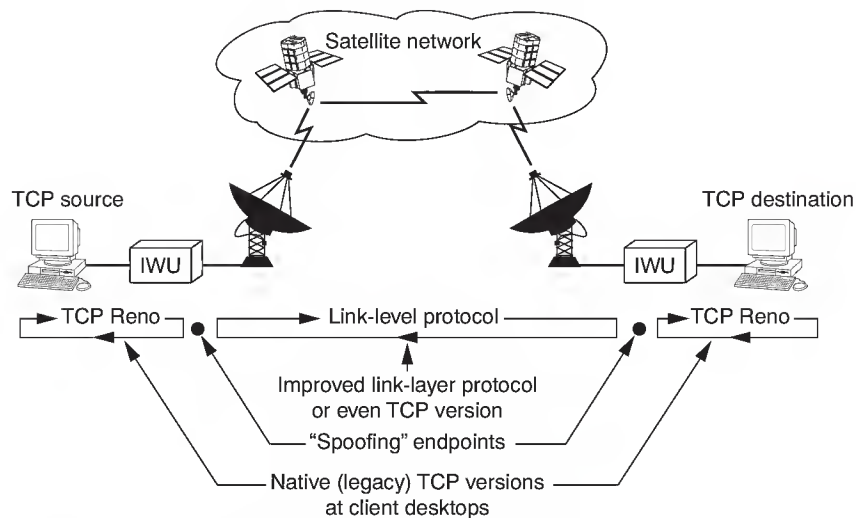 Satellite network
TCP source
TCP destination
IWU
IWU
TCP Reno
Link-level protocol
TCP Reno
Improved link-layer protocol
or even TCP version
“Spoofing” endpoints
Native (legacy) TCP versions
at client desktops